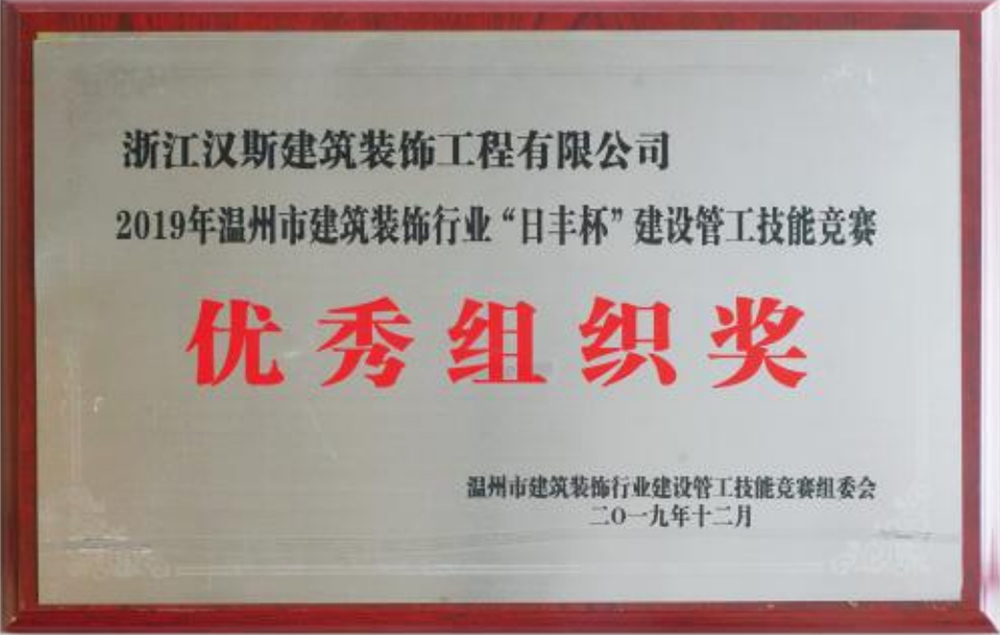 浙江汉斯建筑装饰工程有限公司
2019年温州市建筑装饰行业“日丰杯”建设管工技能竞赛
优秀组织奖
温州市建筑装饰行业建设管工技能竞赛组委会
二〇一九年十二月